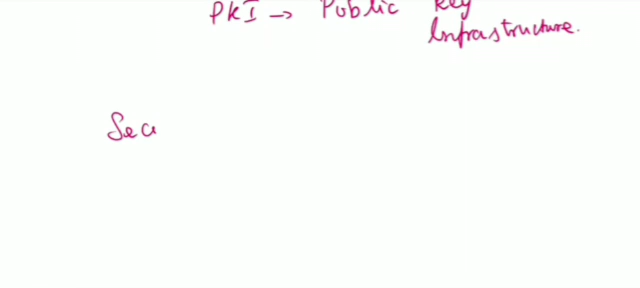 PKI → Public Key
Infrastructure.
Sec